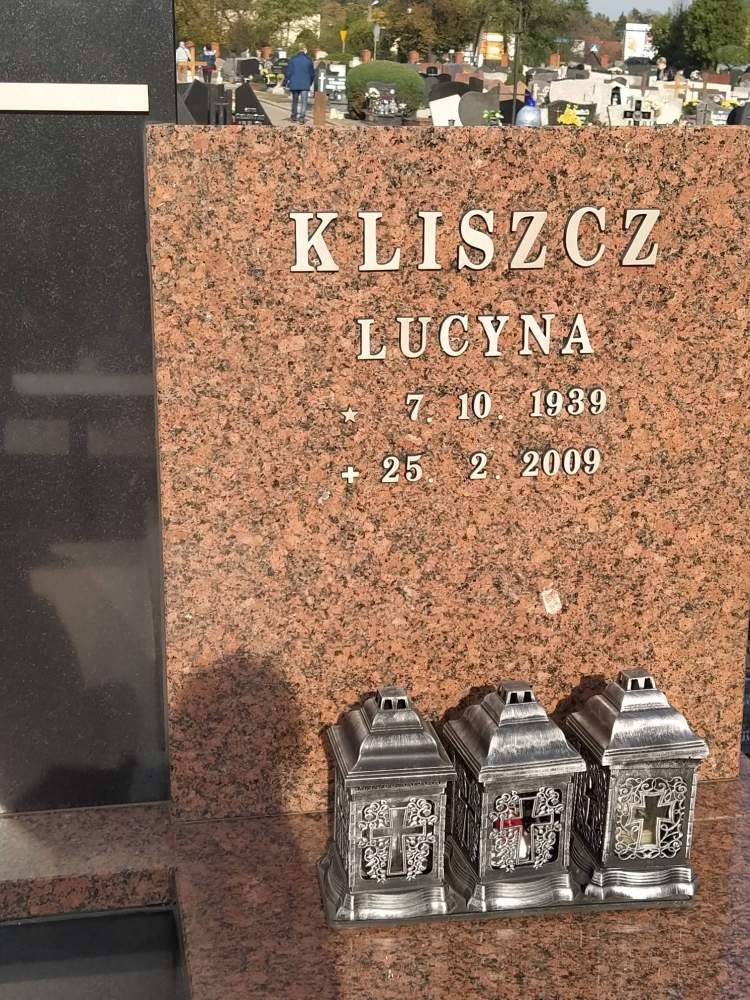 KLISZCZ
LUCYNA
★ 7. 10. 1939
+ 25. 2. 2009